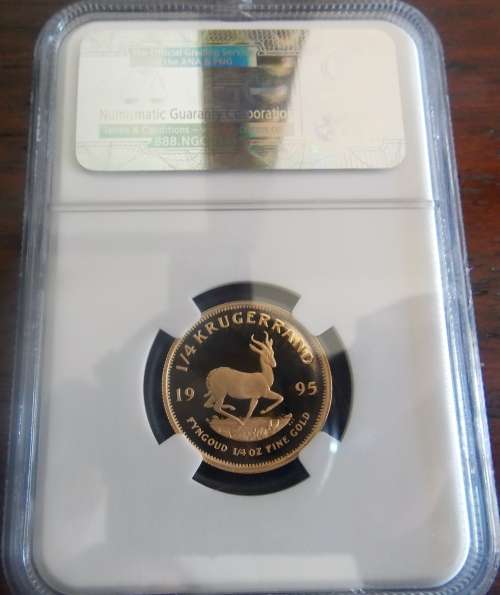 The Official Grading Service
the ANA & PNG
Numismatic Guaranty Corporation
Terms & Conditions –
888.NGC
1/4 KRUGERRAND
19 95
FYNGOUD 1/4 OZ FINE GOLD